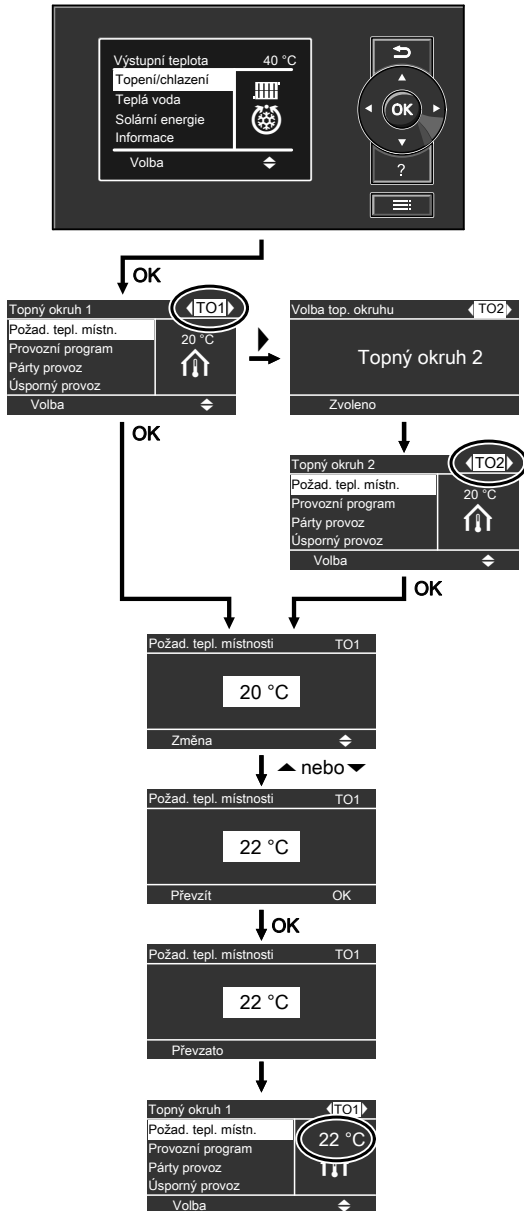 Výstupní teplota 40 °C
Topení/chlazení
Teplá voda
Solární energie
Informace
Volba
OK
?
OK
Topný okruh 1 TO1
Požad. tepl. místn.
Provozní program
Párty provoz
Úsporný provoz
20 °C
Volba
Volba top. okruhu TO2
Topný okruh 2
Zvoleno
OK
Topný okruh 2 TO2
Požad. tepl. místn.
Provozní program
Párty provoz
Úsporný provoz
20 °C
Volba
OK
Požad. tepl. místnosti TO1
20 °C
Změna
nebo
Požad. tepl. místnosti TO1
22 °C
Převzít OK
OK
Požad. tepl. místnosti TO1
22 °C
Převzato
Topný okruh 1 TO1
Požad. tepl. místn.
Provozní program
Párty provoz
Úsporný provoz
22 °C
Volba